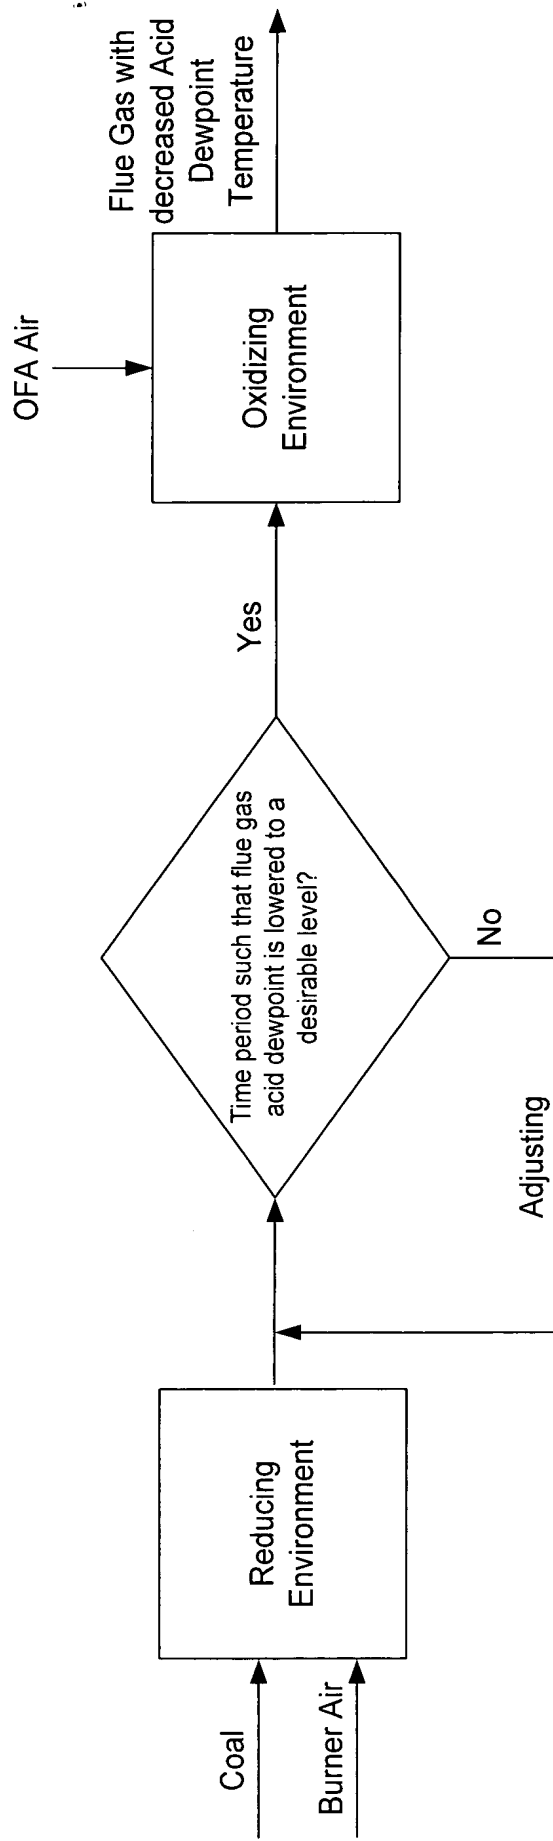 Coal
Burner Air
Reducing
Environment
Adjusting
Time period such that flue gas
acid dewpoint is lowered to a
desirable level?
No
Yes
OFA Air
Oxidizing
Environment
Flue Gas with
decreased Acid
Dewpoint
Temperature